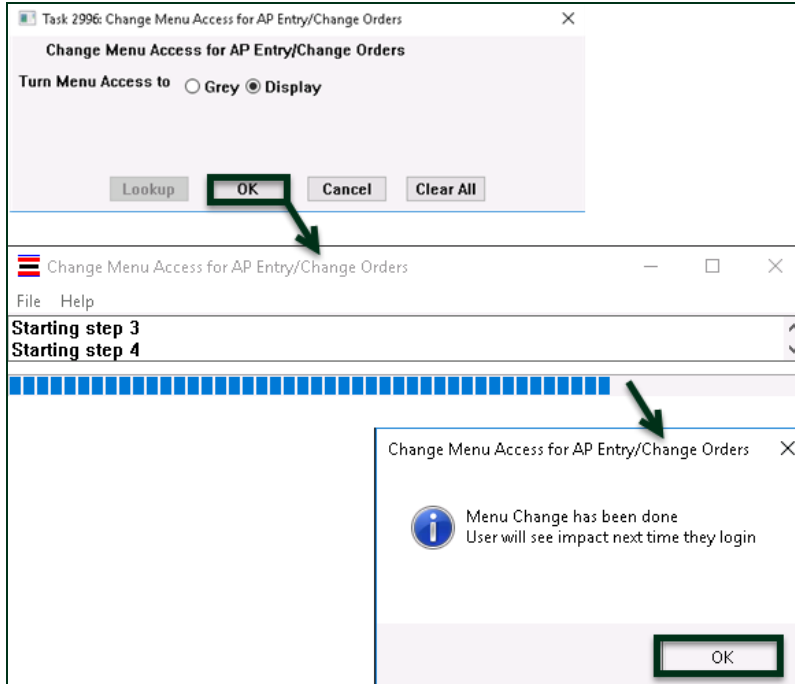 Task 2996: Change Menu Access for AP Entry/Change Orders
Change Menu Access for AP Entry/Change Orders
Turn Menu Access to Grey Display
Lookup OK Cancel Clear All
Change Menu Access for AP Entry/Change Orders
File Help
Starting step 3
Starting step 4
Change Menu Access for AP Entry/Change Orders
Menu Change has been done
User will see impact next time they login
OK